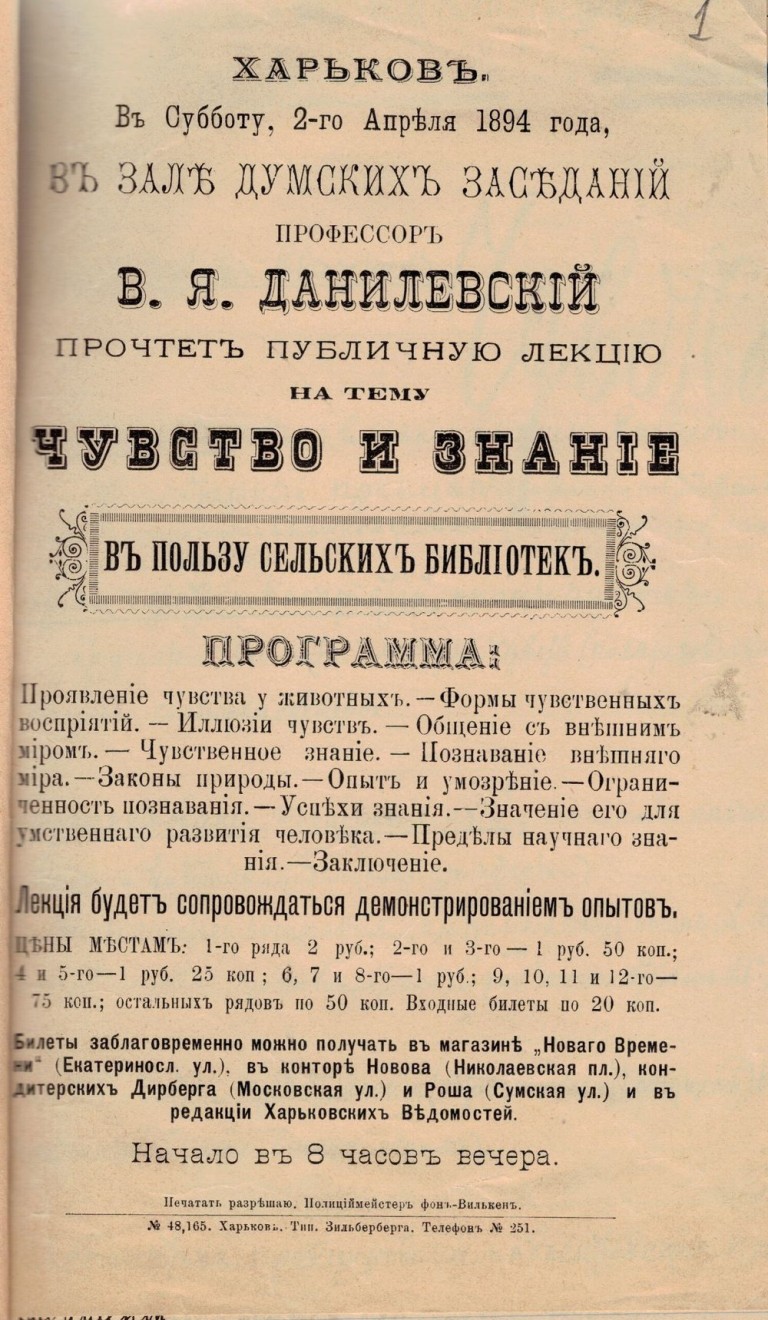 1
ХАРЬКОВЪ.
Въ Субботу, 2-го Апрѣля 1894 года,
ВЪ ЗАЛѢ ДУМСКИХЪ ЗАСѢДАНІЙ
ПРОФЕССОРЪ
В. Я. ДАНИЛЕВСКІЙ
ПРОЧТЕТЪ ПУБЛИЧНУЮ ЛЕКЦІЮ
НА ТЕМУ
ЧУВСТВО И ЗНАНІЕ
ВЪ ПОЛЬЗУ СЕЛЬСКИХЪ БИБЛІОТЕКЪ.
ПРОГРАММА:
Проявленіе чувства у животныхъ.—Формы чувственныхъ
воспріятій. — Иллюзіи чувствъ. — Общеніе съ внѣшнимъ
міромъ. — Чувственное знаніе. — Познаваніе внѣшняго
міра.—Законы природы.—Опытъ и умозрѣніе.—Ограни-
ченность познаванія.—Успѣхи знанія.—Значеніе его для
умственнаго развитія человѣка.—Предѣлы научнаго зна-
нія.—Заключеніе.
Лекція будетъ сопровождаться демонстрированіемъ опытовъ.
ЦѢНЫ МѢСТАМЪ: 1-го ряда 2 руб.; 2-го и 3-го — 1 руб. 50 коп.;
4 и 5-го—1 руб. 25 коп; 6, 7 и 8-го—1 руб.; 9, 10, 11 и 12-го—
75 коп.; остальныхъ рядовъ по 50 коп. Входные билеты по 20 коп.
Билеты заблаговременно можно получать въ магазинѣ „Новаго Време-
ни“ (Екатериносл. ул.), въ конторѣ Новова (Николаевская пл.), кон-
дитерскихъ Дирберга (Московская ул.) и Роша (Сумская ул.) и въ
редакціи Харьковскихъ Вѣдомостей.
Начало въ 8 часовъ вечера.
Печатать разрѣшаю. Полиціймейстеръ фонъ-Вилькенъ.
№ 48,165. Харьковъ. Тип. Зильберберга. Телефонъ № 251.